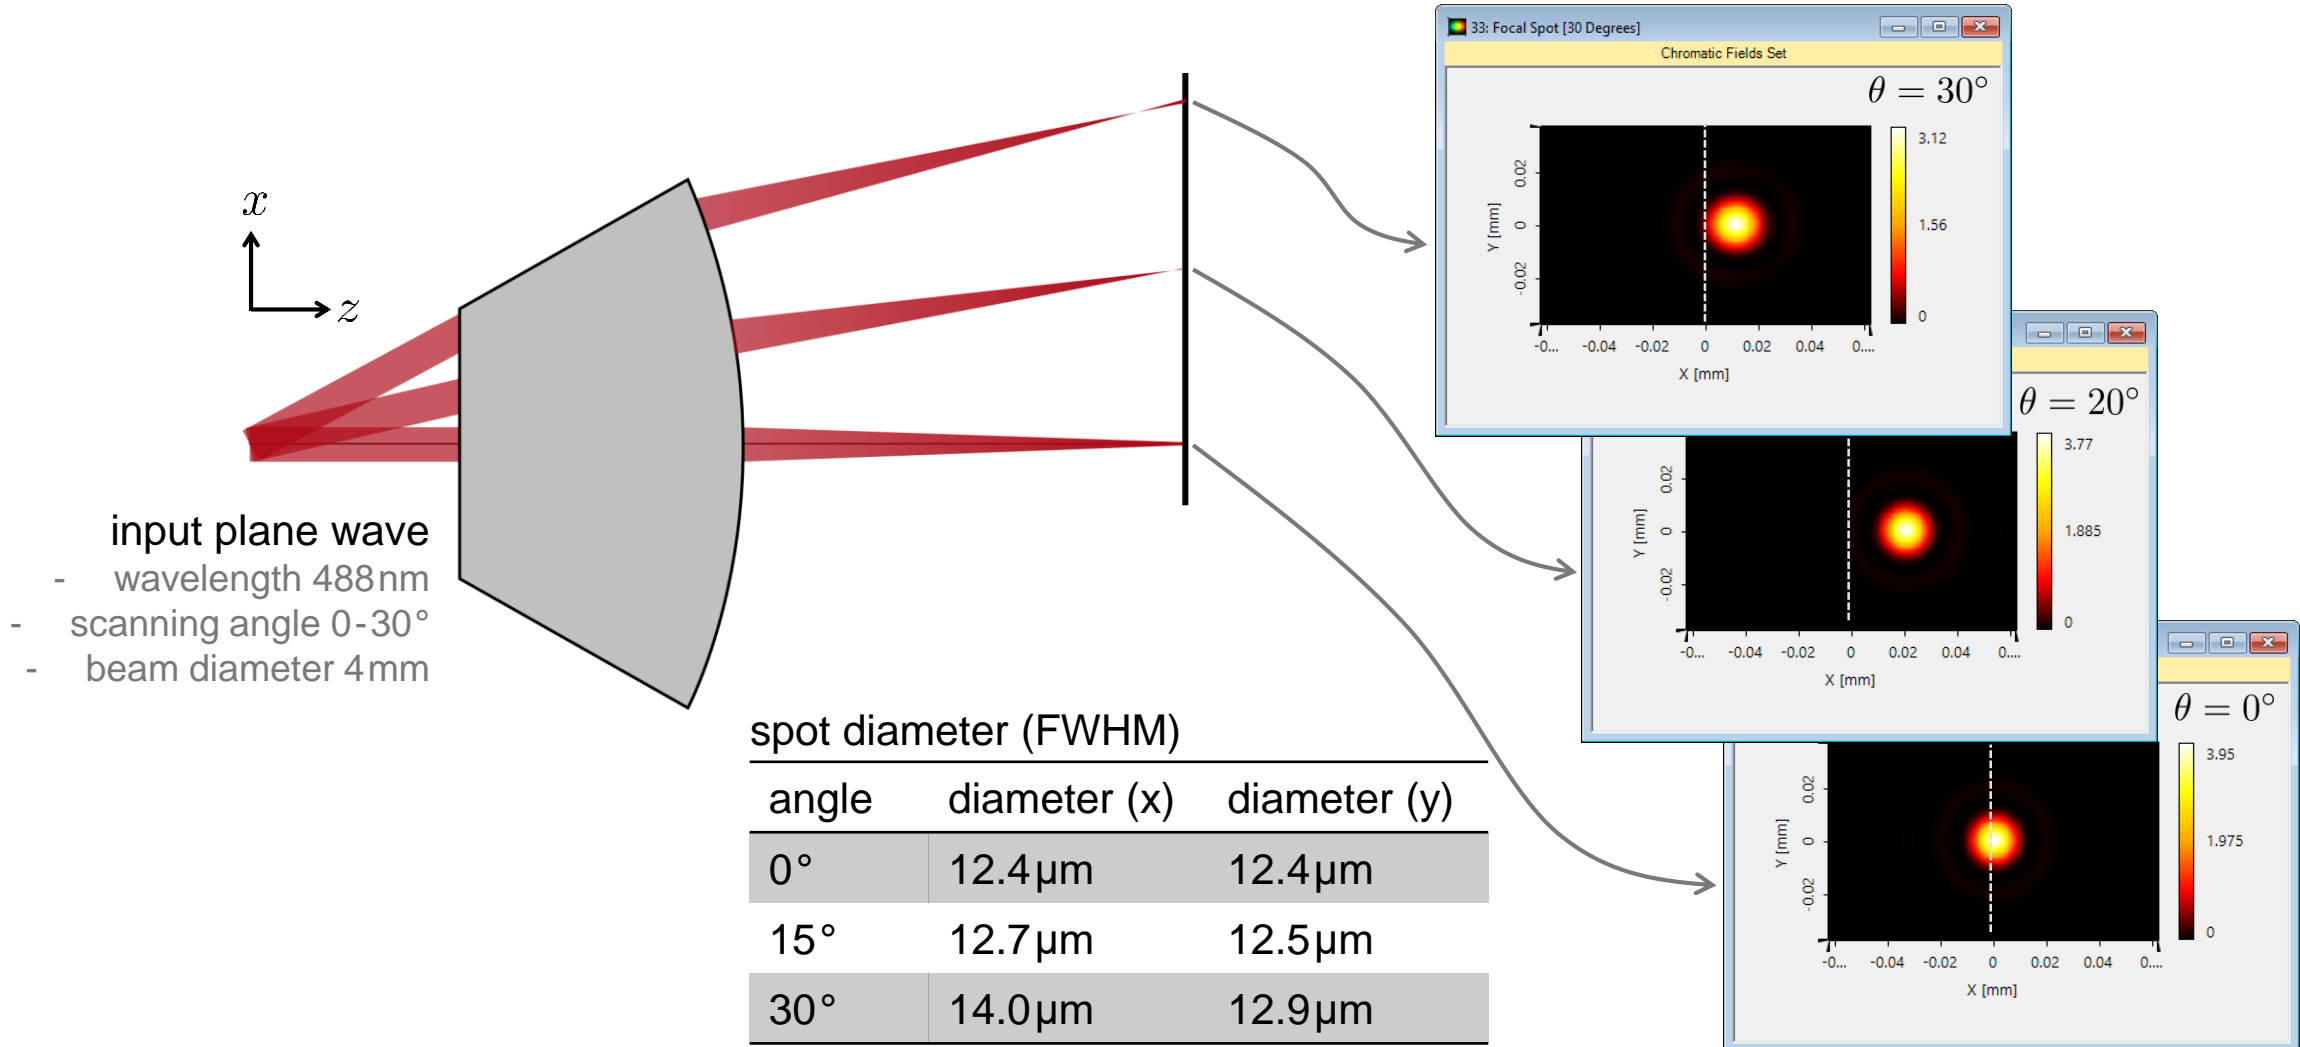 x
z
input plane wave
- wavelength 488nm
- scanning angle 0-30°
- beam diameter 4mm
spot diameter (FWHM)
angle diameter (x) diameter (y)
0° 12.4µm 12.4µm
15° 12.7µm 12.5µm
30° 14.0µm 12.9µm
33: Focal Spot [30 Degrees]
Chromatic Fields Set
θ = 30°
3.12
1.56
0
Y [mm]
0.02
0
-0.02
-0... -0.04 -0.02 0 0.02 0.04 0....
X [mm]
θ = 20°
3.77
1.885
0
Y [mm]
0.02
0
-0.02
-0... -0.04 -0.02 0 0.02 0.04 0....
X [mm]
θ = 0°
3.95
1.975
0
Y [mm]
0.02
0
-0.02
-0... -0.04 -0.02 0 0.02 0.04 0....
X [mm]